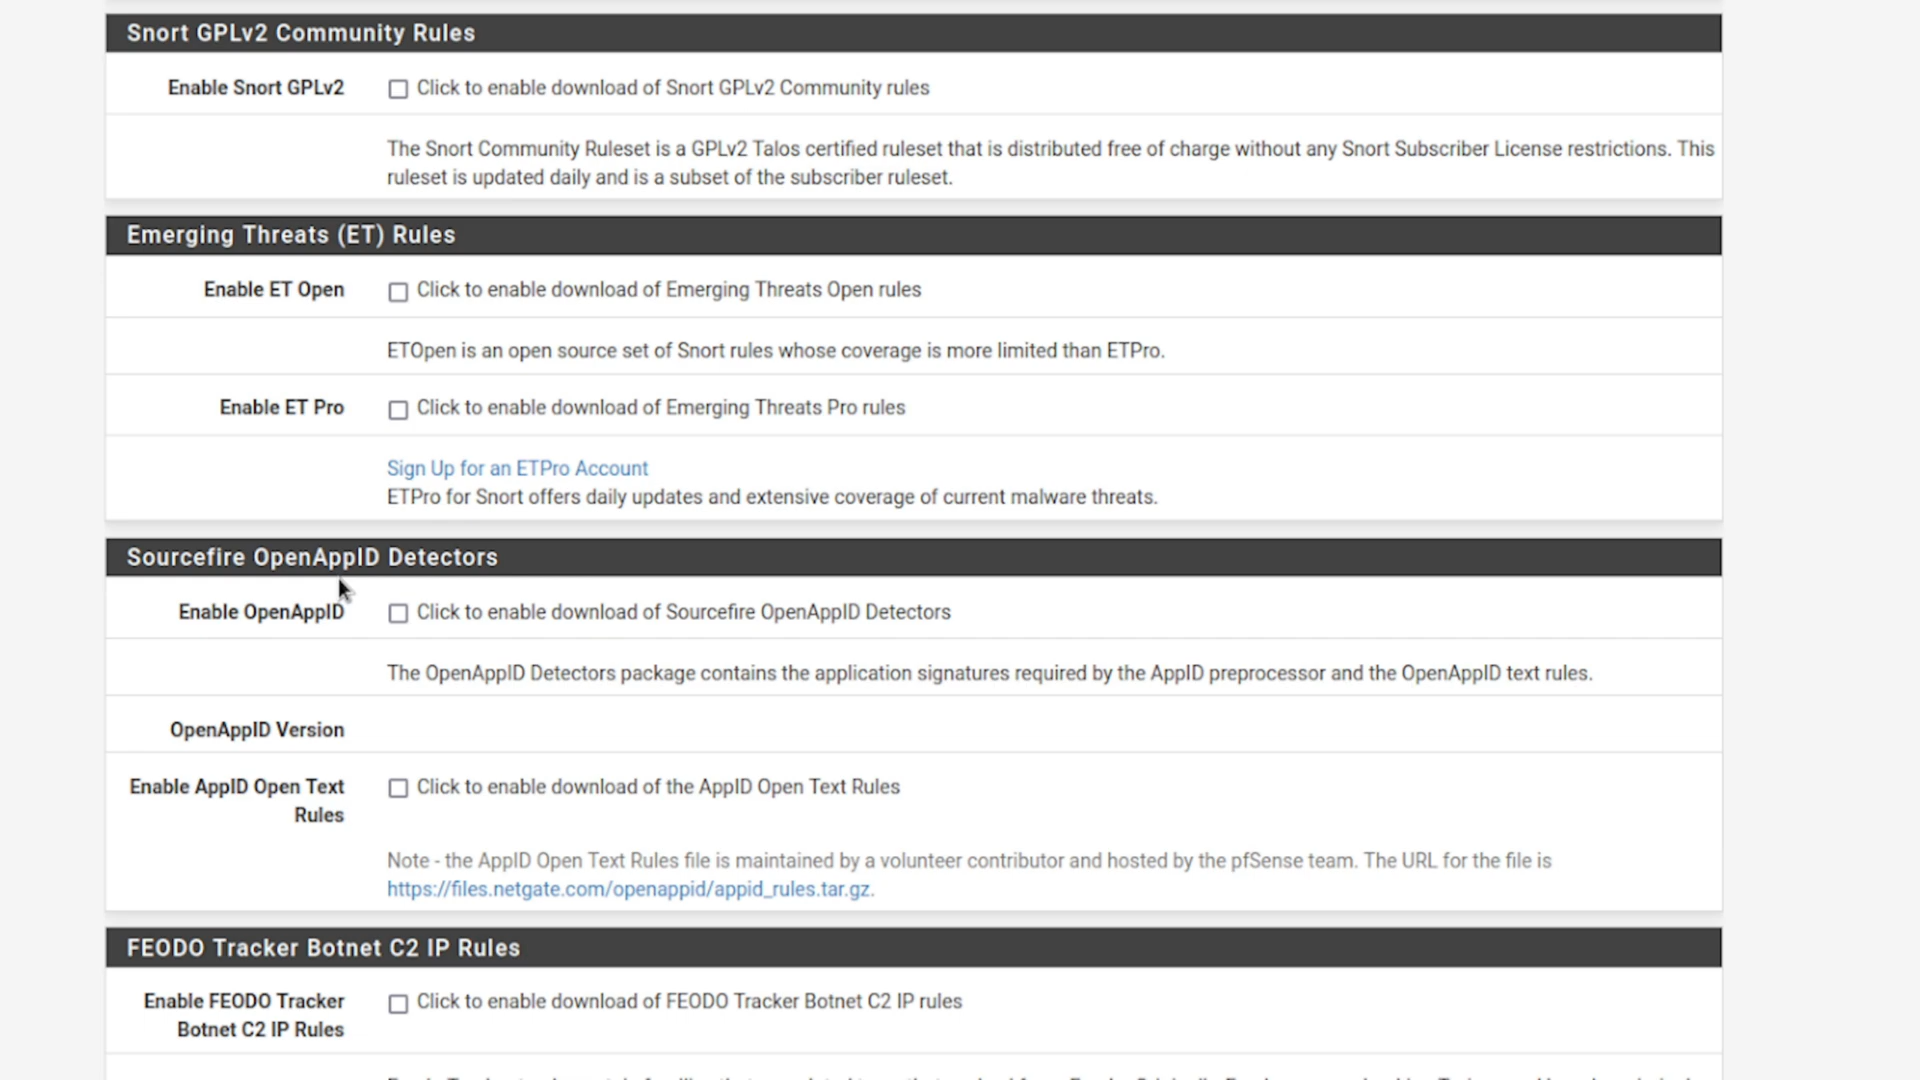 Snort GPLv2 Community Rules
Enable Snort GPLv2
Click to enable download of Snort GPLv2 Community rules
The Snort Community Ruleset is a GPLv2 Talos certified ruleset that is distributed free of charge without any Snort Subscriber License restrictions. This
ruleset is updated daily and is a subset of the subscriber ruleset.
Emerging Threats (ET) Rules
Enable ET Open
Click to enable download of Emerging Threats Open rules
ETOpen is an open source set of Snort rules whose coverage is more limited than ETPro.
Enable ET Pro
Click to enable download of Emerging Threats Pro rules
Sign Up for an ETPro Account
ETPro for Snort offers daily updates and extensive coverage of current malware threats.
Sourcefire OpenAppID Detectors
Enable OpenAppID
Click to enable download of Sourcefire OpenAppID Detectors
The OpenAppID Detectors package contains the application signatures required by the AppID preprocessor and the OpenAppID text rules.
OpenAppID Version
Enable AppID Open Text
Rules
Click to enable download of the AppID Open Text Rules
Note - the AppID Open Text Rules file is maintained by a volunteer contributor and hosted by the pfSense team. The URL for the file is
https://files.netgate.com/openappid/appid_rules.tar.gz.
FEODO Tracker Botnet C2 IP Rules
Enable FEODO Tracker
Botnet C2 IP Rules
Click to enable download of FEODO Tracker Botnet C2 IP rules